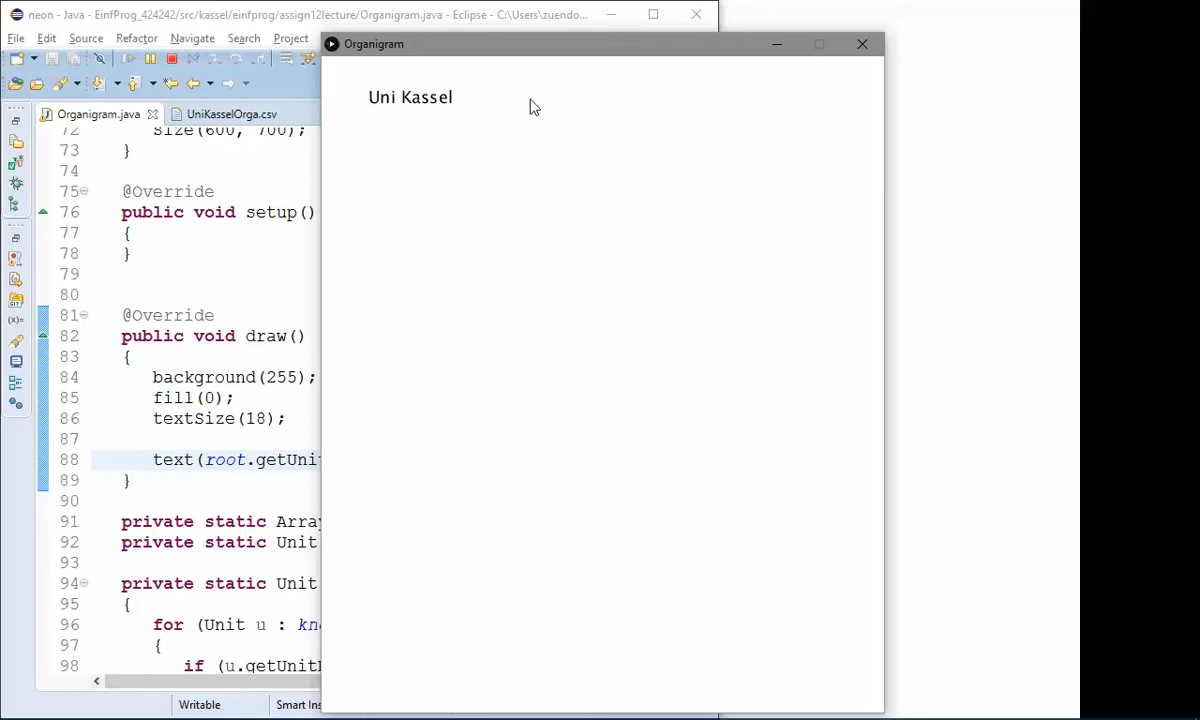 neon - Java - EinfProg_424242/src/kassel/einfprog/assign12lecture/Organigram.java - Eclipse - C:\Users\zuendo...
File Edit Source Refactor Navigate Search Project
Organigram
Organigram.java UniKasselOrga.csv
Uni Kassel
72 size(600, 700);
73 }
74
75 @Override
76 public void setup()
77 {
78 }
79
80
81 @Override
82 public void draw()
83 {
84 background(255);
85 fill(0);
86 textSize(18);
87
88 text(root.getUni
89 }
90
91 private static Array
92 private static Unit
93
94 private static Unit
95 {
96 for (Unit u : kn
97 {
98 if (u.getUnit
Writable Smart Ins